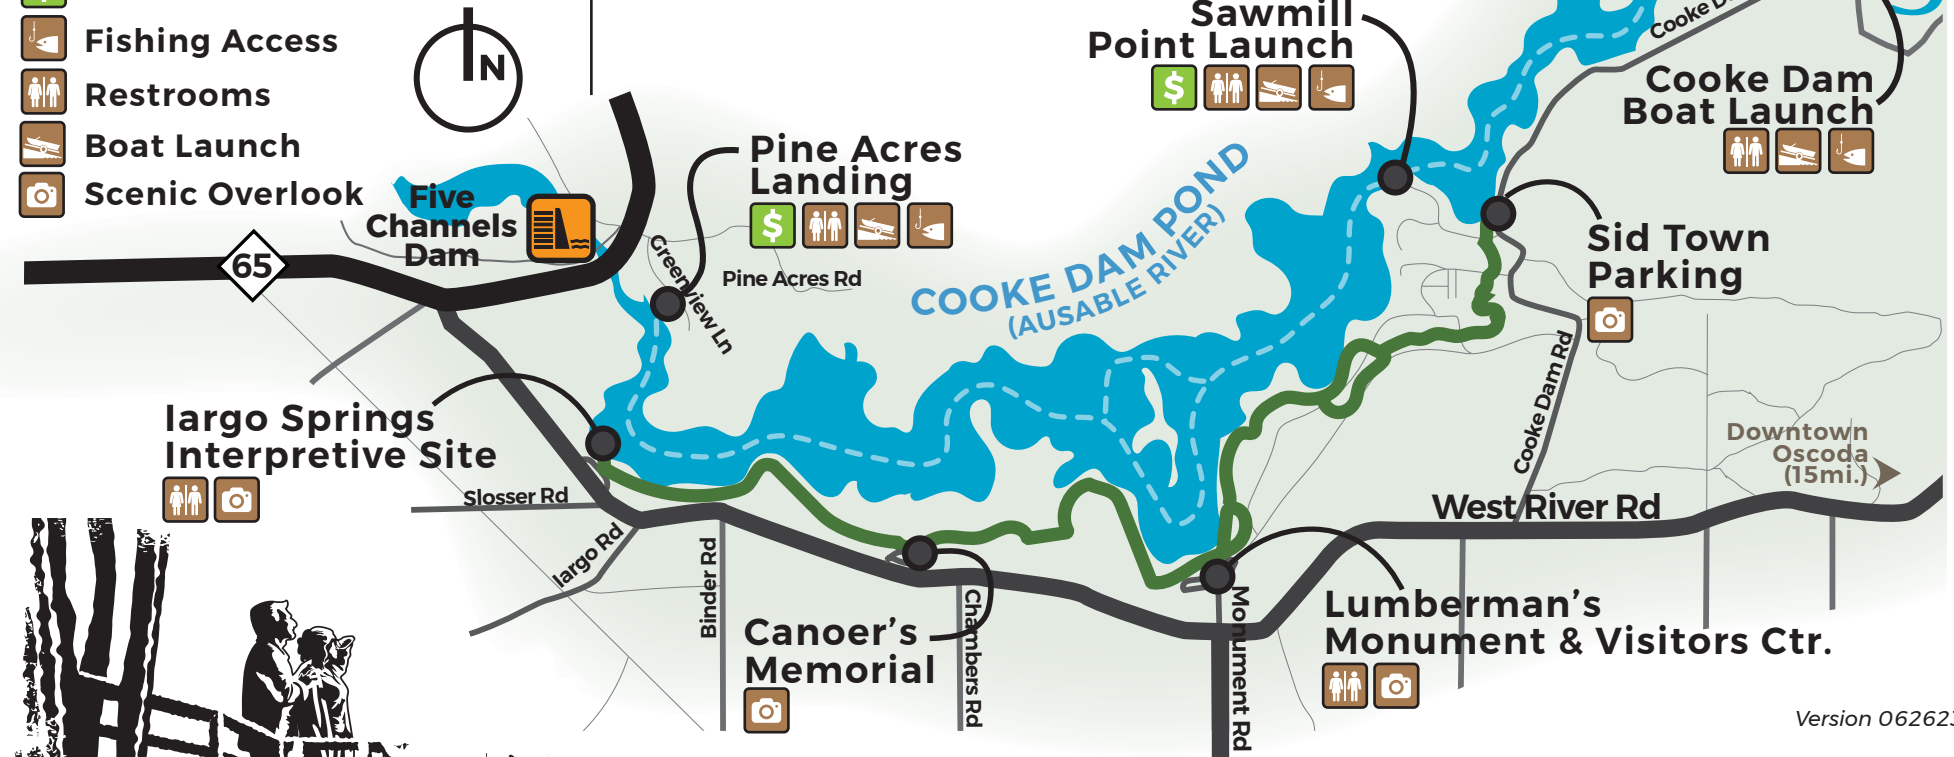 Fishing Access
Restrooms
Boat Launch
Scenic Overlook
N
65
Five
Channels
Dam
Pine Acres
Landing
$
Greenview Ln
Pine Acres Rd
COOKE DAM POND
(AUSABLE RIVER)
Sawmill
Point Launch
$
Cooke D
Cooke Dam
Boat Launch
Sid Town
Parking
Cooke Dam Rd
Downtown
Oscoda
(15mi.)
West River Rd
Iargo Springs
Interpretive Site
Slosser Rd
Iargo Rd
Binder Rd
Canoer’s
Memorial
Chambers Rd
Monument Rd
Lumberman’s
Monument & Visitors Ctr.
Version 062623